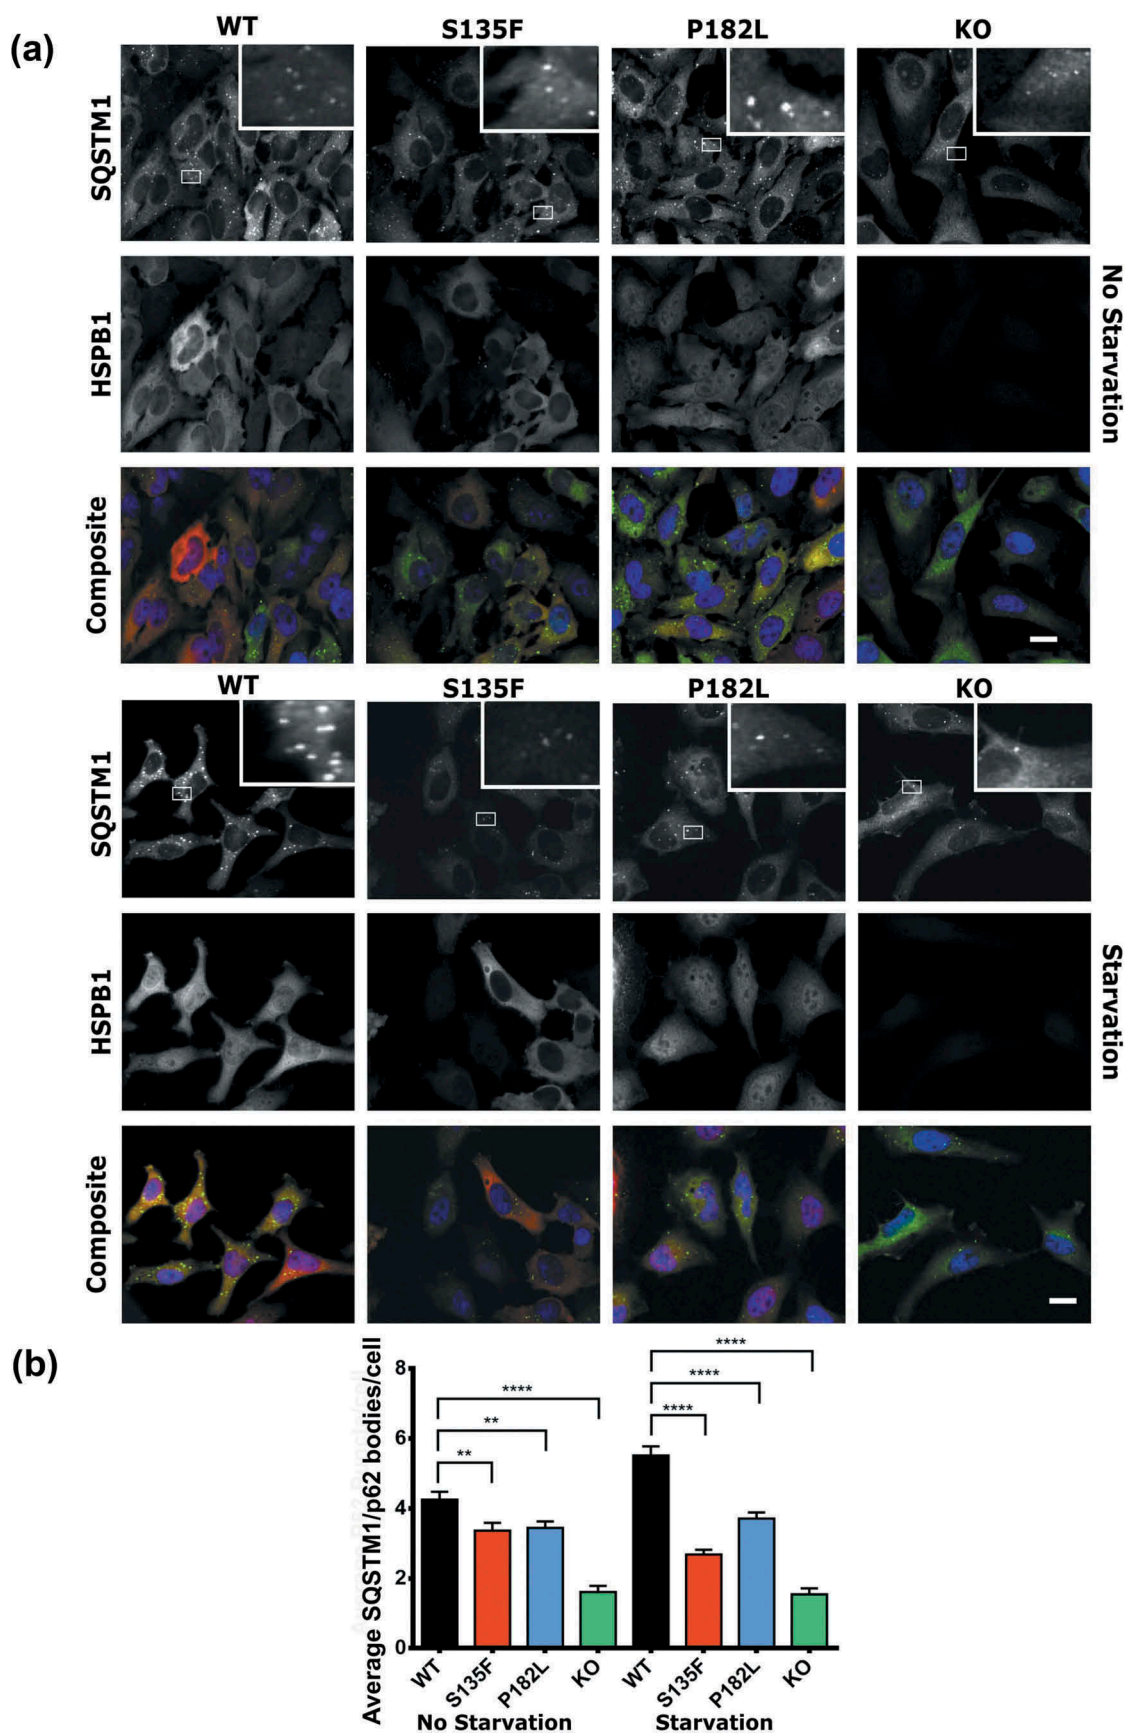 (a)
WT S135F P182L KO
SQSTM1
HSPB1
Composite
No Starvation
WT S135F P182L KO
SQSTM1
HSPB1
Composite
Starvation
(b)
Average SQSTM1/p62 bodies/cell
8
6
4
2
0
**
**
****
****
****
****
WT S135F P182L KO WT S135F P182L KO
No Starvation Starvation